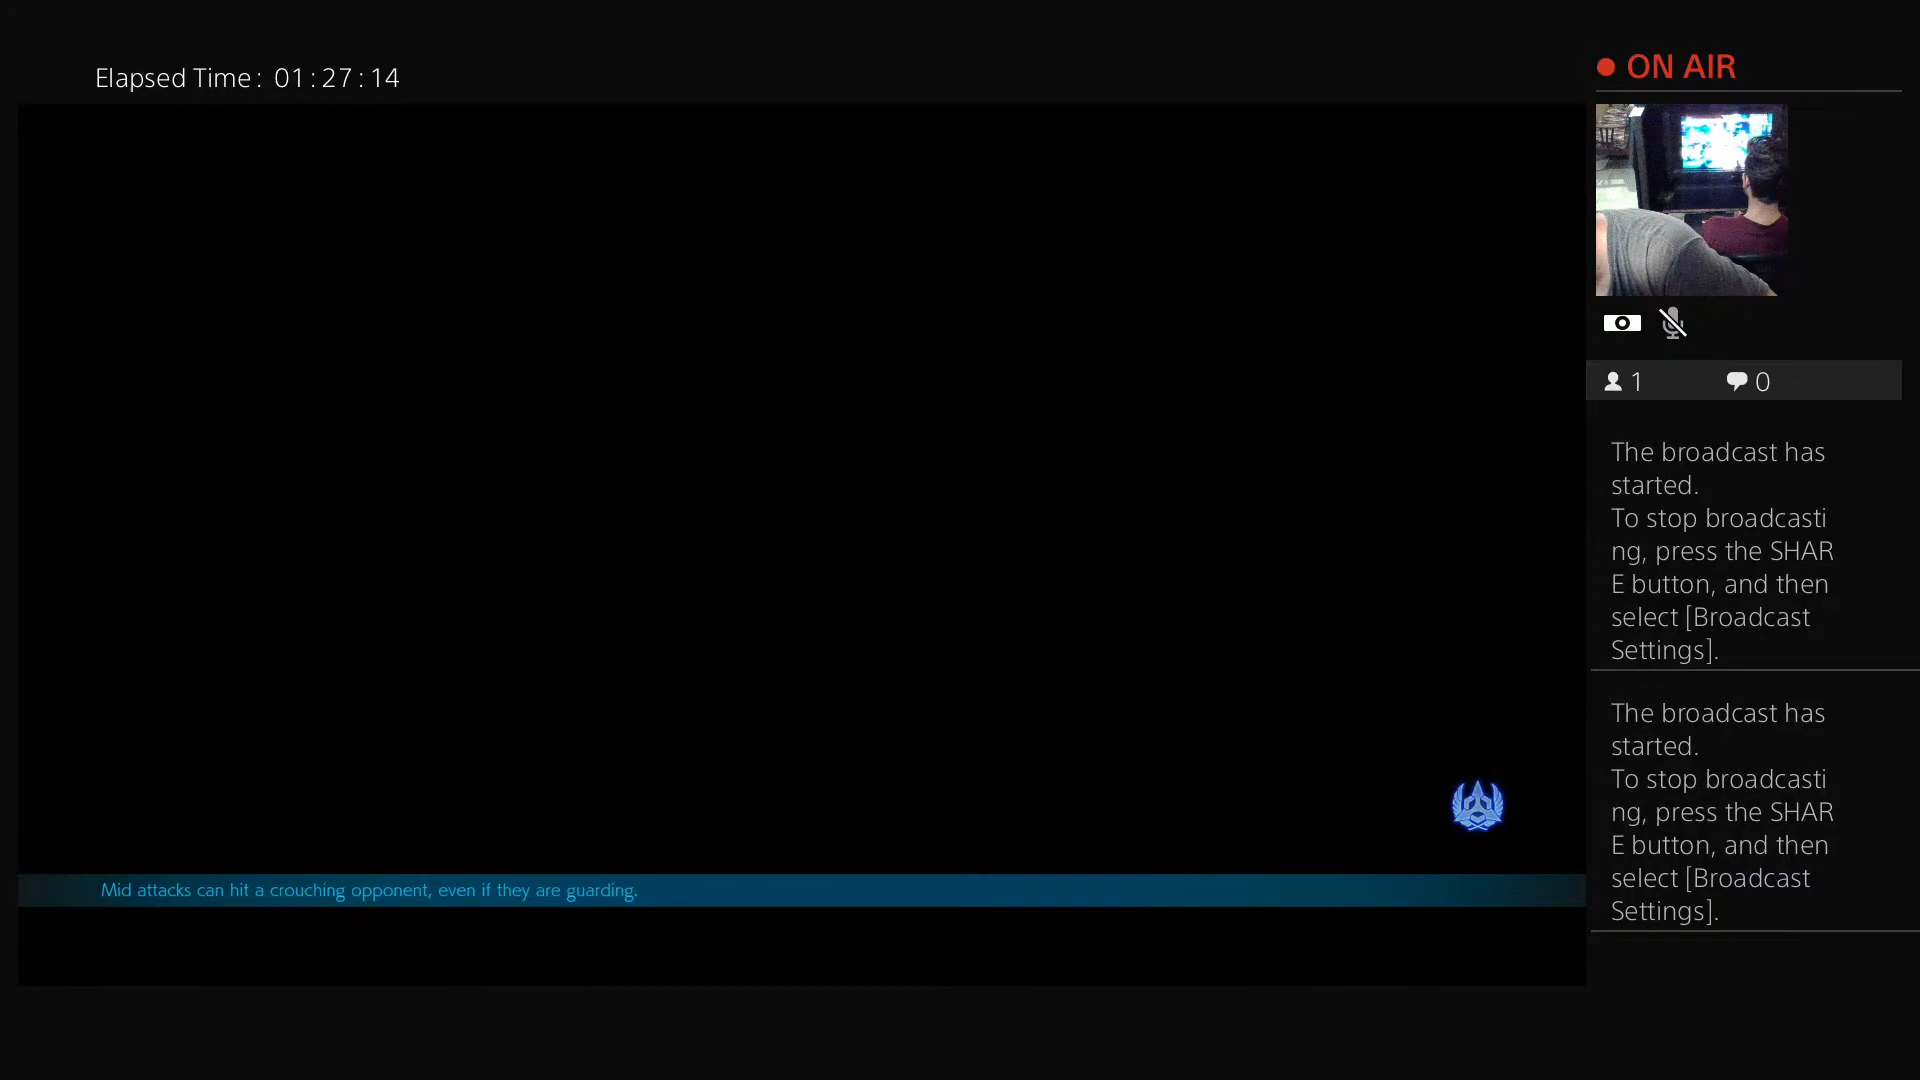 Elapsed Time: 01:27:14
ON AIR
1
0
The broadcast has
started.
To stop broadcasti
ng, press the SHAR
E button, and then
select [Broadcast
Settings].
The broadcast has
started.
To stop broadcasti
ng, press the SHAR
E button, and then
select [Broadcast
Settings].
Mid attacks can hit a crouching opponent, even if they are guarding.